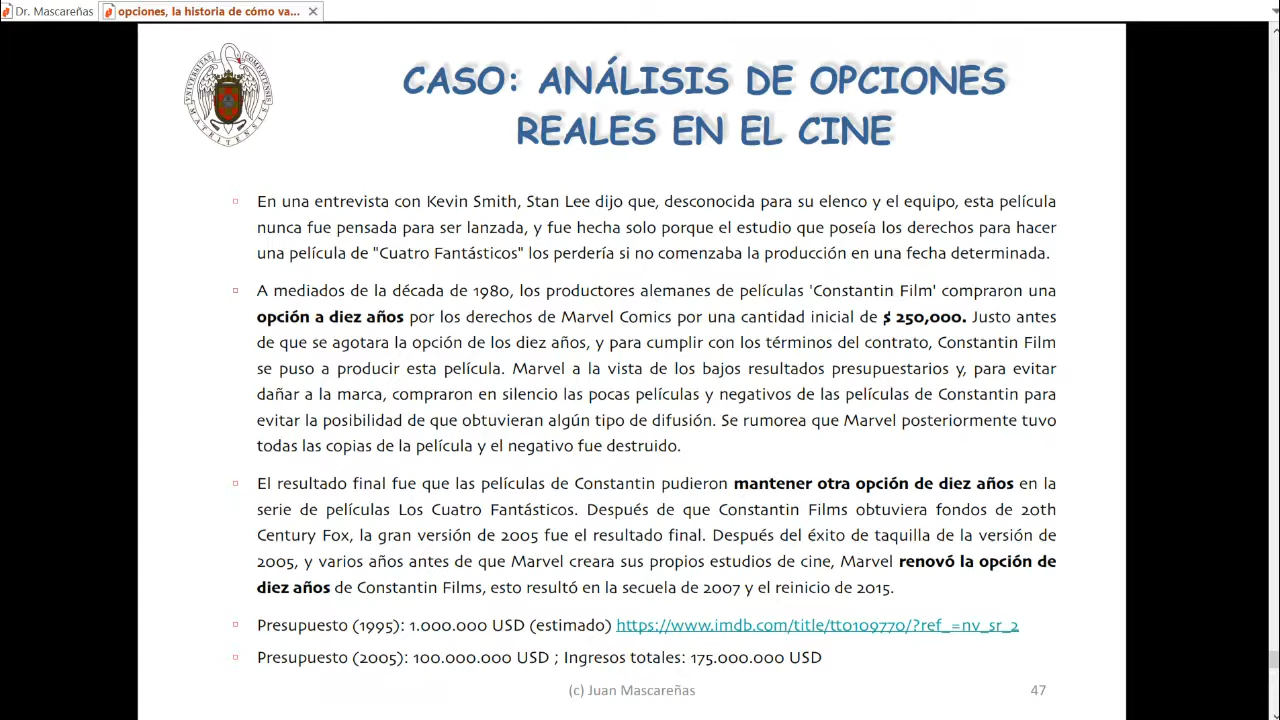 Dr. Mascareñas
opciones, la historia de cómo va...
CASO: ANÁLISIS DE OPCIONES
REALES EN EL CINE
En una entrevista con Kevin Smith, Stan Lee dijo que, desconocida para su elenco y el equipo, esta película
nunca fue pensada para ser lanzada, y fue hecha solo porque el estudio que poseía los derechos para hacer
una película de "Cuatro Fantásticos" los perdería si no comenzaba la producción en una fecha determinada.
A mediados de la década de 1980, los productores alemanes de películas 'Constantin Film' compraron una
opción a diez años por los derechos de Marvel Comics por una cantidad inicial de $ 250,000. Justo antes
de que se agotara la opción de los diez años, y para cumplir con los términos del contrato, Constantin Film
se puso a producir esta película. Marvel a la vista de los bajos resultados presupuestarios y, para evitar
dañar a la marca, compraron en silencio las pocas películas y negativos de las películas de Constantin para
evitar la posibilidad de que obtuvieran algún tipo de difusión. Se rumorea que Marvel posteriormente tuvo
todas las copias de la película y el negativo fue destruido.
El resultado final fue que las películas de Constantin pudieron mantener otra opción de diez años en la
serie de películas Los Cuatro Fantásticos. Después de que Constantin Films obtuviera fondos de 20th
Century Fox, la gran versión de 2005 fue el resultado final. Después del éxito de taquilla de la versión de
2005, y varios años antes de que Marvel creara sus propios estudios de cine, Marvel renovó la opción de
diez años de Constantin Films, esto resultó en la secuela de 2007 y el reinicio de 2015.
Presupuesto (1995): 1.000.000 USD (estimado) https://www.imdb.com/title/tt0109770/?ref_=nv_sr_2
Presupuesto (2005): 100.000.000 USD ; Ingresos totales: 175.000.000 USD
(c) Juan Mascareñas
47